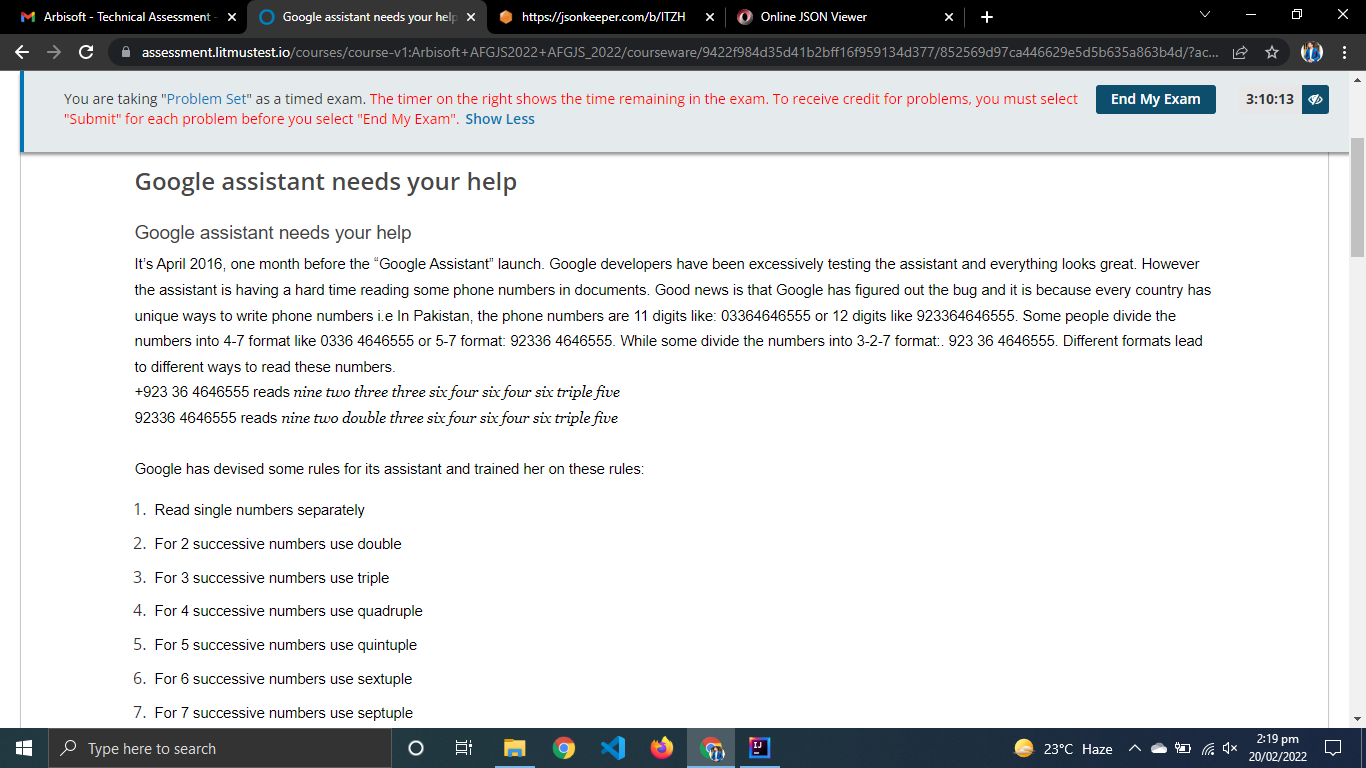 Arbisoft - Technical Assessment -
Google assistant needs your help
https://jsonkeeper.com/b/ITZH
Online JSON Viewer
assessment.litmustest.io/courses/course-v1:Arbisoft+AFGJS2022+AFGJS_2022/courseware/9422f984d35d41b2bff16f959134d377/852569d97ca446629e5d5b635a863b4d/?ac...
You are taking "Problem Set" as a timed exam. The timer on the right shows the time remaining in the exam. To receive credit for problems, you must select
"Submit" for each problem before you select "End My Exam". Show Less
End My Exam
3:10:13
Google assistant needs your help
Google assistant needs your help
It's April 2016, one month before the “Google Assistant” launch. Google developers have been excessively testing the assistant and everything looks great. However
the assistant is having a hard time reading some phone numbers in documents. Good news is that Google has figured out the bug and it is because every country has
unique ways to write phone numbers i.e In Pakistan, the phone numbers are 11 digits like: 03364646555 or 12 digits like 923364646555. Some people divide the
numbers into 4-7 format like 0336 4646555 or 5-7 format: 92336 4646555. While some divide the numbers into 3-2-7 format:. 923 36 4646555. Different formats lead
to different ways to read these numbers.
+923 36 4646555 reads nine two three three six four six four six triple five
92336 4646555 reads nine two double three six four six four six triple five
Google has devised some rules for its assistant and trained her on these rules:
1. Read single numbers separately
2. For 2 successive numbers use double
3. For 3 successive numbers use triple
4. For 4 successive numbers use quadruple
5. For 5 successive numbers use quintuple
6. For 6 successive numbers use sextuple
7. For 7 successive numbers use septuple
Type here to search
23°C Haze
2:19 pm
20/02/2022